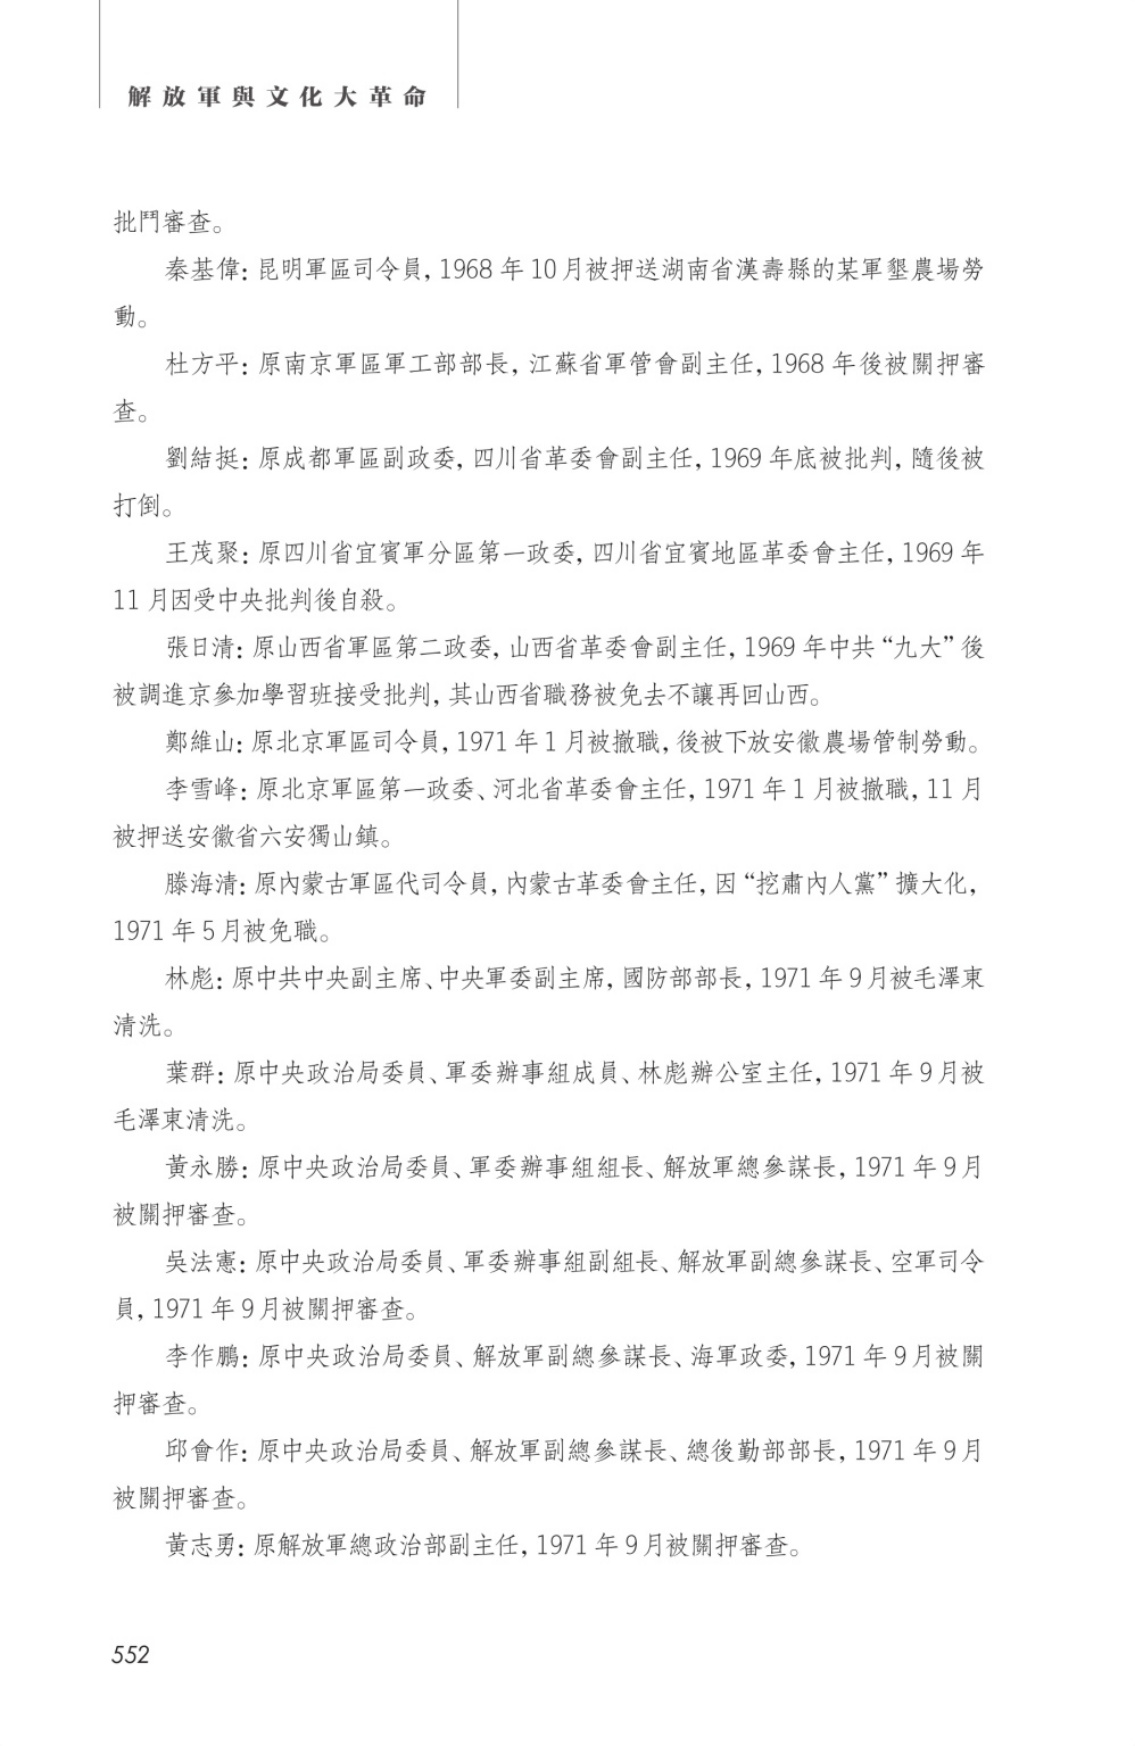 解放軍與文化大革命
批鬥審查。
秦基偉：昆明軍區司令員，1968 年 10 月被押送湖南省漢壽縣的某軍墾農場勞
動。
杜方平：原南京軍區軍工部部長，江蘇省軍管會副主任，1968 年後被關押審
查。
劉結挺：原成都軍區副政委，四川省革委會副主任，1969 年底被批判，隨後被
打倒。
王茂聚：原四川省宜賓軍分區第一政委，四川省宜賓地區革委會主任，1969 年
11 月因受中央批判後自殺。
張日清：原山西省軍區第二政委，山西省革委會副主任，1969 年中共“九大”後
被調進京參加學習班接受批判，其山西省職務被免去不讓再回山西。
鄭維山：原北京軍區司令員，1971 年 1 月被撤職，後被下放安徽農場管制勞動。
李雪峰：原北京軍區第一政委、河北省革委會主任，1971 年 1 月被撤職，11 月
被押送安徽省六安獨山鎮。
滕海清：原內蒙古軍區代司令員，內蒙古革委會主任，因“挖肅內人黨”擴大化，
1971 年 5 月被免職。
林彪：原中共中央副主席、中央軍委副主席，國防部部長，1971 年 9 月被毛澤東
清洗。
葉群：原中央政治局委員、軍委辦事組成員、林彪辦公室主任，1971 年 9 月被
毛澤東清洗。
黃永勝：原中央政治局委員、軍委辦事組組長、解放軍總參謀長，1971 年 9 月
被關押審查。
吳法憲：原中央政治局委員、軍委辦事組副組長、解放軍副總參謀長、空軍司令
員，1971 年 9 月被關押審查。
李作鵬：原中央政治局委員、解放軍副總參謀長、海軍政委，1971 年 9 月被關
押審查。
邱會作：原中央政治局委員、解放軍副總參謀長、總後勤部部長，1971 年 9 月
被關押審查。
黃志勇：原解放軍總政治部副主任，1971 年 9 月被關押審查。
552